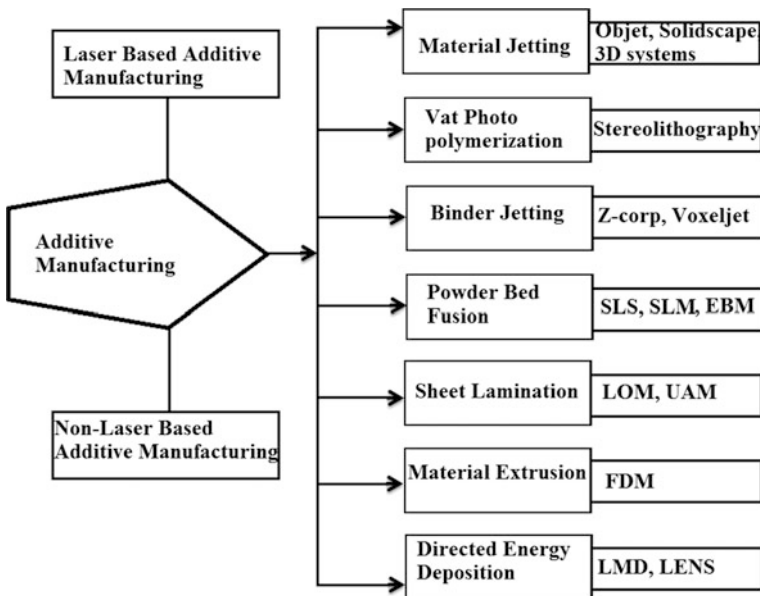 Laser Based Additive
Manufacturing
Additive
Manufacturing
Non-Laser Based
Additive Manufacturing
Material Jetting
Objet, Solidscape,
3D systems
Vat Photo
polymerization
Stereolithography
Binder Jetting
Z-corp, Voxeljet
Powder Bed
Fusion
SLS, SLM, EBM
Sheet Lamination
LOM, UAM
Material Extrusion
FDM
Directed Energy
Deposition
LMD, LENS